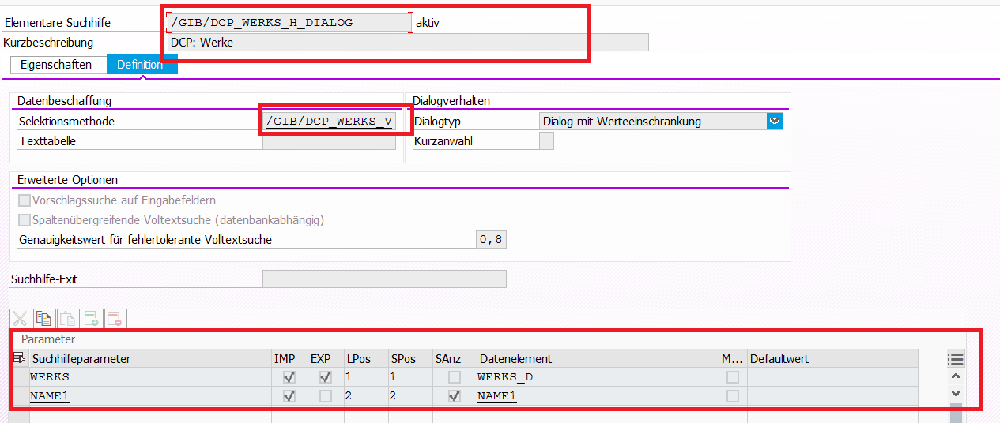 Elementare Suchhilfe /GIB/DCP_WERKS_H_DIALOG aktiv
Kurzbeschreibung DCP: Werke
Eigenschaften Definition
Datenbeschaffung Dialogverhalten
Selektionsmethode /GIB/DCP_WERKS_V Dialogtyp Dialog mit Werteeinschränkung
Texttabelle Kurzanwahl
Erweiterte Optionen
Vorschlagssuche auf Eingabefeldern
Spaltenübergreifende Volltextsuche (datenbankabhängig)
Genauigkeitswert für fehlertolerante Volltextsuche 0,8
Suchhilfe-Exit
Parameter
Suchhilfeparameter IMP EXP LPos SPos SAnz Datenelement M... Defaultwert
WERKS 1 1 WERKS_D
NAME1 2 2 NAME1